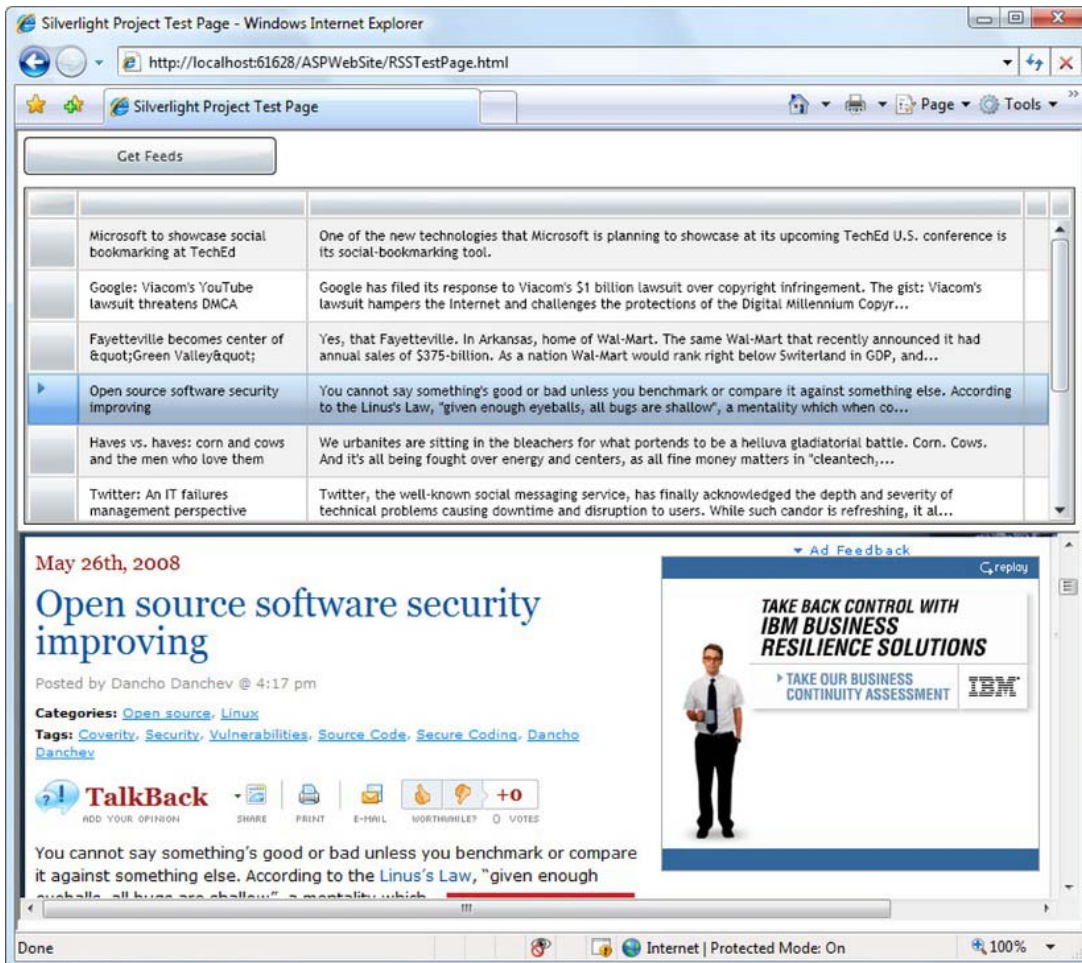 Silverlight Project Test Page - Windows Internet Explorer
http://localhost:61628/ASPWebSite/RSSTestPage.html
Silverlight Project Test Page
Page
Tools
Get Feeds
Microsoft to showcase social
bookmarking at TechEd
One of the new technologies that Microsoft is planning to showcase at its upcoming TechEd U.S. conference is
its social-bookmarking tool.
Google: Viacom's YouTube
lawsuit threatens DMCA
Google has filed its response to Viacom's $1 billion lawsuit over copyright infringement. The gist: Viacom's
lawsuit hampers the Internet and challenges the protections of the Digital Millennium Copyr...
Fayetteville becomes center of
&quot;Green Valley&quot;
Yes, that Fayetteville. In Arkansas, home of Wal-Mart. The same Wal-Mart that recently announced it had
annual sales of $375-billion. As a nation Wal-Mart would rank right below Switerland in GDP, and...
Open source software security
improving
You cannot say something's good or bad unless you benchmark or compare it against something else. According
to the Linus's Law, "given enough eyeballs, all bugs are shallow", a mentality which when co...
Haves vs. haves: corn and cows
and the men who love them
We urbanites are sitting in the bleachers for what portends to be a helluva gladiatorial battle. Corn. Cows.
And it's all being fought over energy and centers, as all fine money matters in "cleantech,...
Twitter: An IT failures
management perspective
Twitter, the well-known social messaging service, has finally acknowledged the depth and severity of
technical problems causing downtime and disruption to users. While such candor is refreshing, it al...
May 26th, 2008
Open source software security
improving
Posted by Dancho Danchev @ 4:17 pm
Categories: Open source, Linux
Tags: Coverity, Security, Vulnerabilities, Source Code, Secure Coding, Dancho
Danchev
TalkBack
ADD YOUR OPINION
SHARE
PRINT
E-MAIL
WORTHWHILE?
+0
0 VOTES
You cannot say something's good or bad unless you benchmark or compare
it against something else. According to the Linus's Law, "given enough
eyeballs, all bugs are shallow", a mentality which
Ad Feedback
replay
TAKE BACK CONTROL WITH
IBM BUSINESS
RESILIENCE SOLUTIONS
TAKE OUR BUSINESS
CONTINUITY ASSESSMENT
IBM
Done
Internet | Protected Mode: On
100%